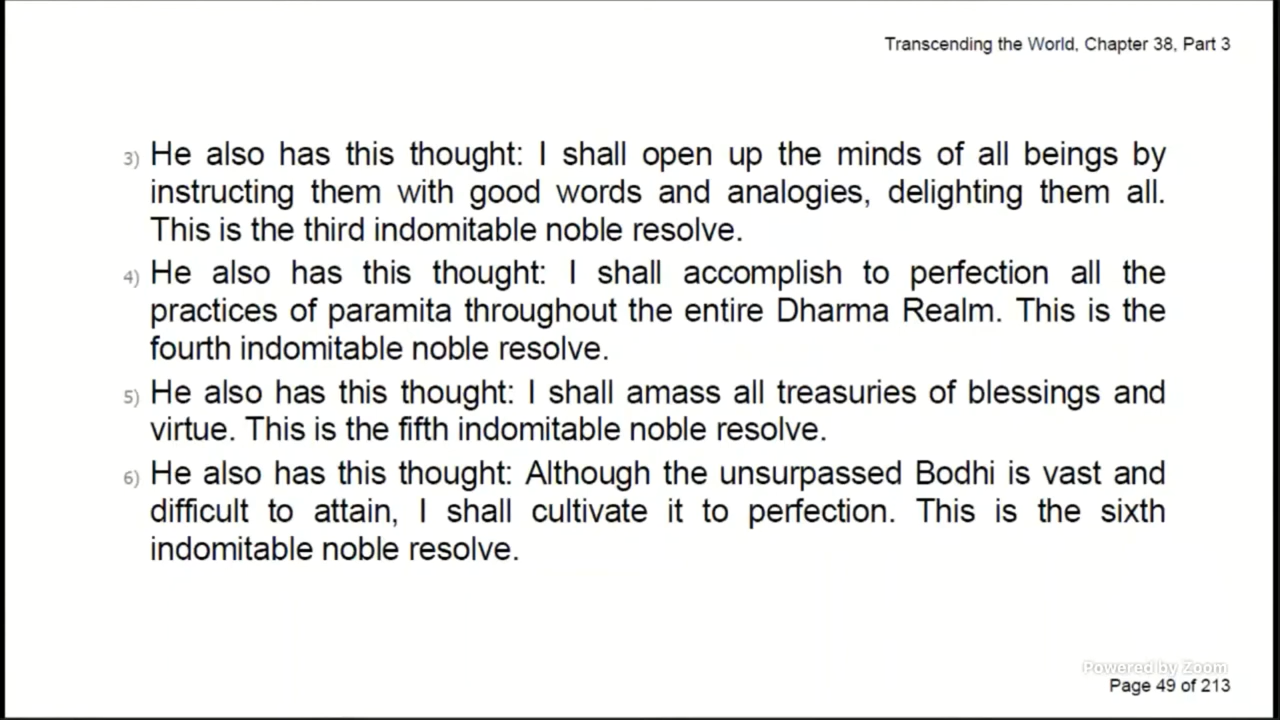 Transcending the World, Chapter 38, Part 3
3) He also has this thought: I shall open up the minds of all beings by
instructing them with good words and analogies, delighting them all.
This is the third indomitable noble resolve.
4) He also has this thought: I shall accomplish to perfection all the
practices of paramita throughout the entire Dharma Realm. This is the
fourth indomitable noble resolve.
5) He also has this thought: I shall amass all treasuries of blessings and
virtue. This is the fifth indomitable noble resolve.
6) He also has this thought: Although the unsurpassed Bodhi is vast and
difficult to attain, I shall cultivate it to perfection. This is the sixth
indomitable noble resolve.
Powered by Zoom
Page 49 of 213